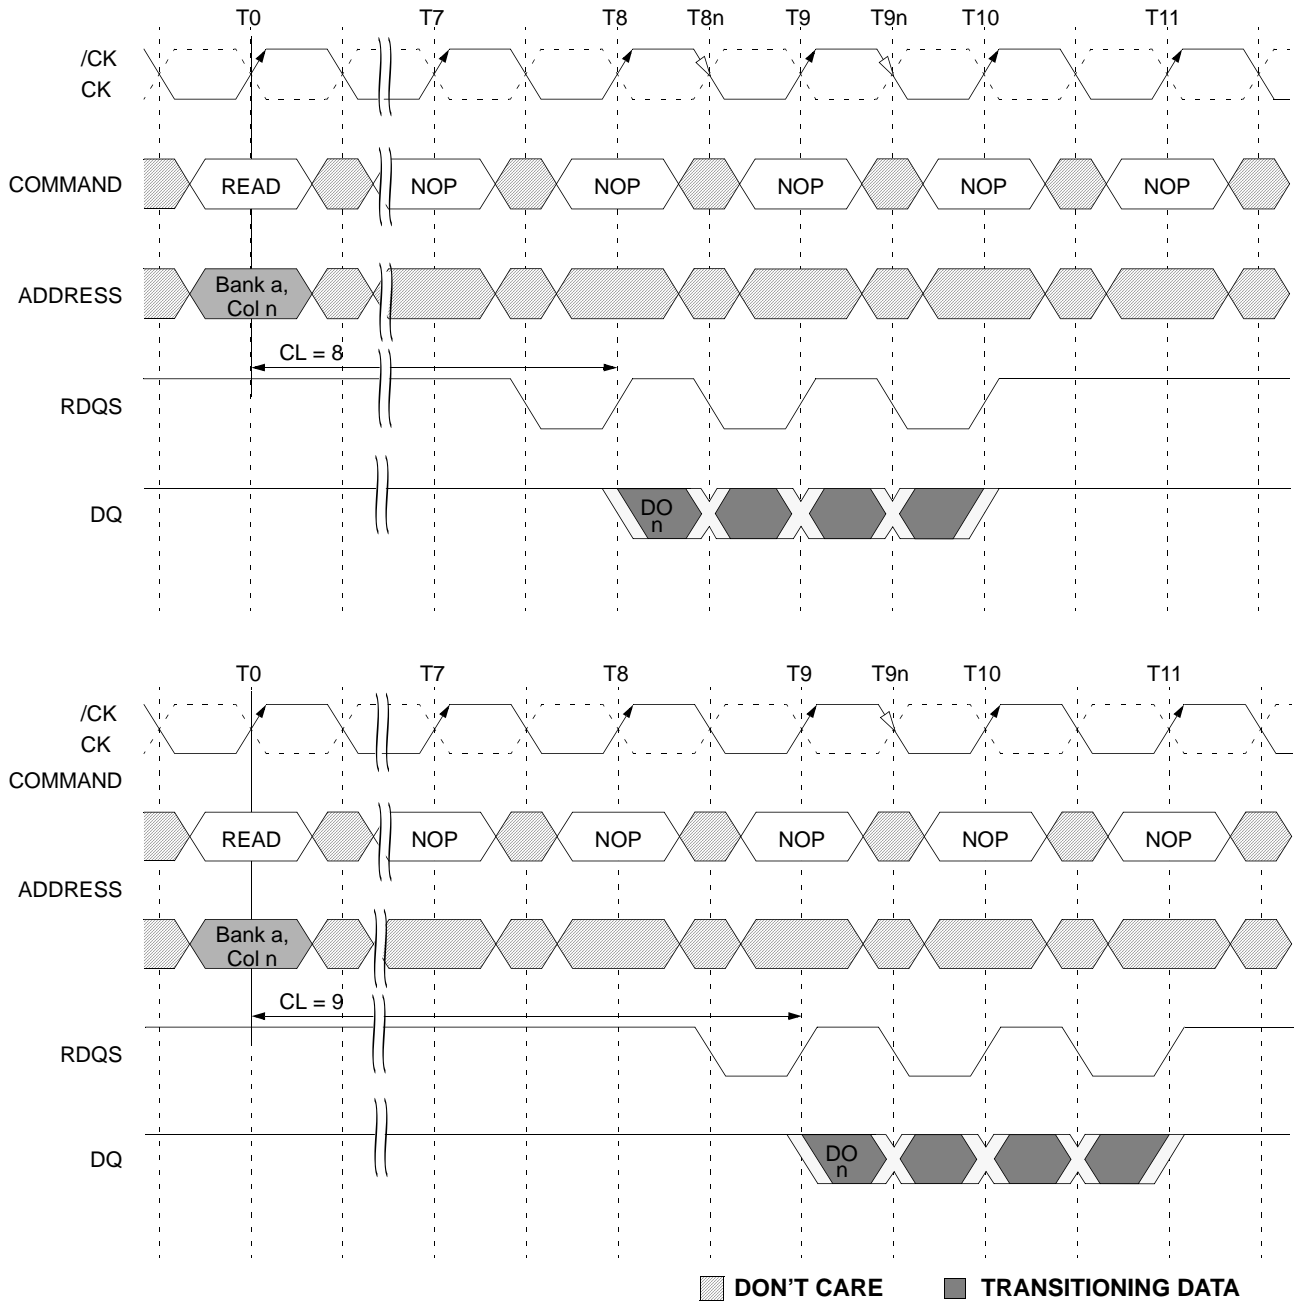 T0 T7 T8 T8n T9 T9n T10 T11
/CK
CK
COMMAND READ NOP NOP NOP NOP NOP
ADDRESS Bank a,
Col n
CL = 8
RDQS
DQ DO
n
T0 T7 T8 T9 T9n T10 T11
/CK
CK
COMMAND
READ NOP NOP NOP NOP NOP
ADDRESS
Bank a,
Col n
CL = 9
RDQS
DQ DO
n
DON'T CARE TRANSITIONING DATA